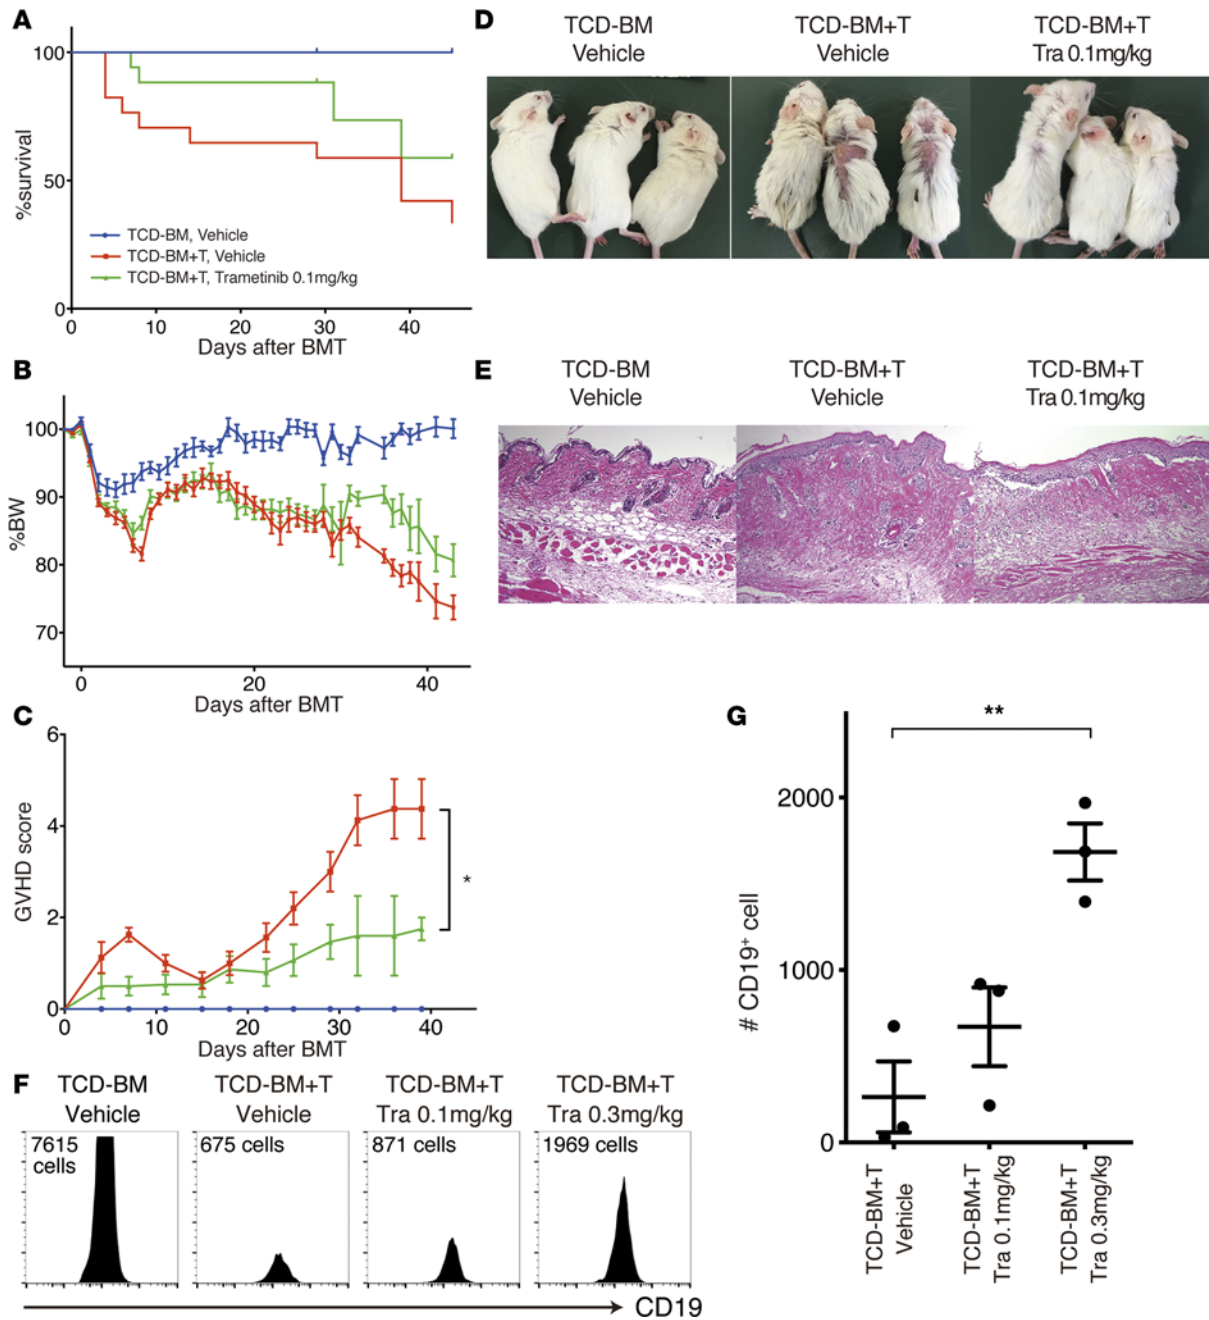 A
100
50
0
%survival
TCD-BM, Vehicle
TCD-BM+T, Vehicle
TCD-BM+T, Trametinib 0.1mg/kg
0 10 20 30 40
Days after BMT
D
TCD-BM TCD-BM+T TCD-BM+T
Vehicle Vehicle Tra 0.1mg/kg
B
100
90
80
70
%BW
0 20 40
Days after BMT
E
TCD-BM TCD-BM+T TCD-BM+T
Vehicle Vehicle Tra 0.1mg/kg
C
6
4
2
0
GVHD score
*
0 10 20 30 40
Days after BMT
F
TCD-BM TCD-BM+T TCD-BM+T TCD-BM+T
Vehicle Vehicle Tra 0.1mg/kg Tra 0.3mg/kg
7615 675 cells 871 cells 1969 cells
cells
CD19
G
**
2000
1000
0
# CD19⁺ cell
TCD-BM+T
Vehicle
TCD-BM+T
Tra 0.1mg/kg
TCD-BM+T
Tra 0.3mg/kg